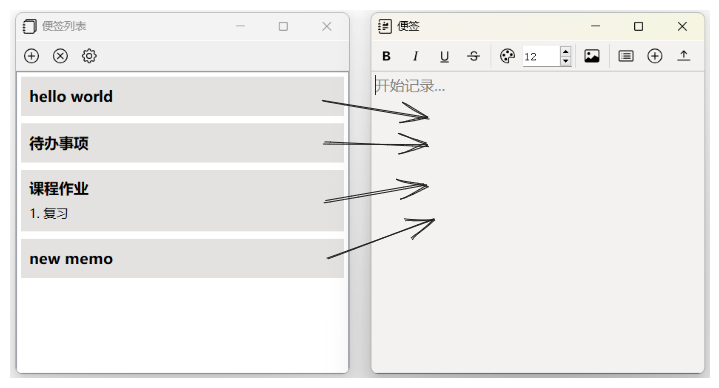 便签列表
hello world
待办事项
课程作业
1. 复习
new memo
便签
B I U S 12
开始记录...